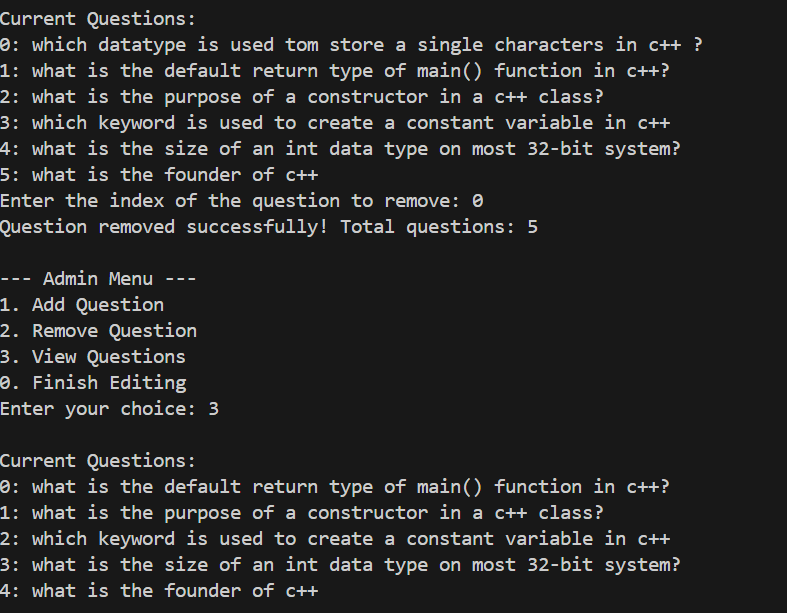 Current Questions:
0: which datatype is used tom store a single characters in c++ ?
1: what is the default return type of main() function in c++?
2: what is the purpose of a constructor in a c++ class?
3: which keyword is used to create a constant variable in c++
4: what is the size of an int data type on most 32-bit system?
5: what is the founder of c++
Enter the index of the question to remove: 0
Question removed successfully! Total questions: 5
--- Admin Menu ---
1. Add Question
2. Remove Question
3. View Questions
0. Finish Editing
Enter your choice: 3
Current Questions:
0: what is the default return type of main() function in c++?
1: what is the purpose of a constructor in a c++ class?
2: which keyword is used to create a constant variable in c++
3: what is the size of an int data type on most 32-bit system?
4: what is the founder of c++